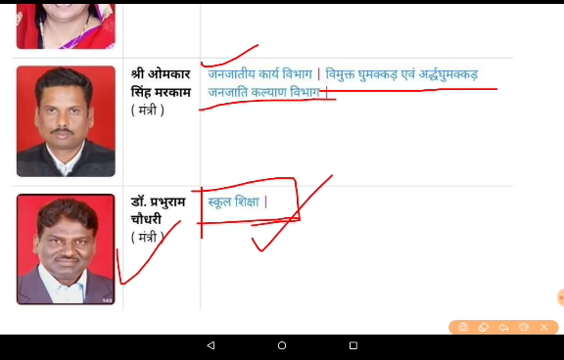 श्री ओमकार
सिंह मरकाम
( मंत्री )
जनजातीय कार्य विभाग | विमुक्त घुमक्कड़ एवं अर्द्धघुमक्कड़
जनजाति कल्याण विभाग |
डॉ. प्रभुराम
चौधरी
( मंत्री )
स्कूल शिक्षा |